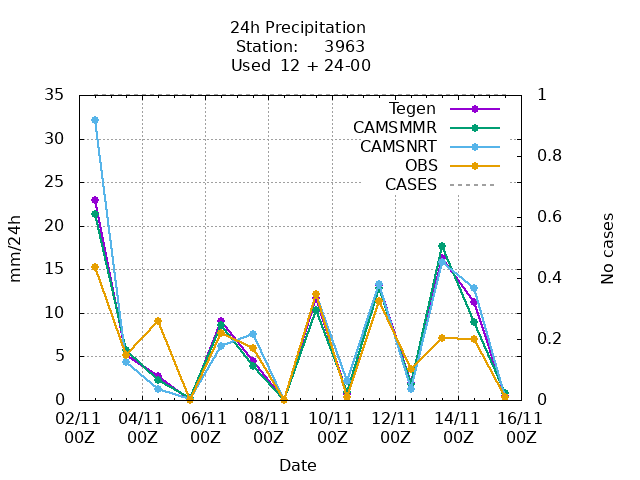 24h Precipitation
Station: 3963
Used 12 + 24-00
35 1
30
25
20
15
10
5
0
0.8
0.6
0.4
0.2
0
Tegen
CAMSMMR
CAMSNRT
OBS
CASES
mm/24h
No cases
02/11 04/11 06/11 08/11 10/11 12/11 14/11 16/11
00Z 00Z 00Z 00Z 00Z 00Z 00Z 00Z
Date